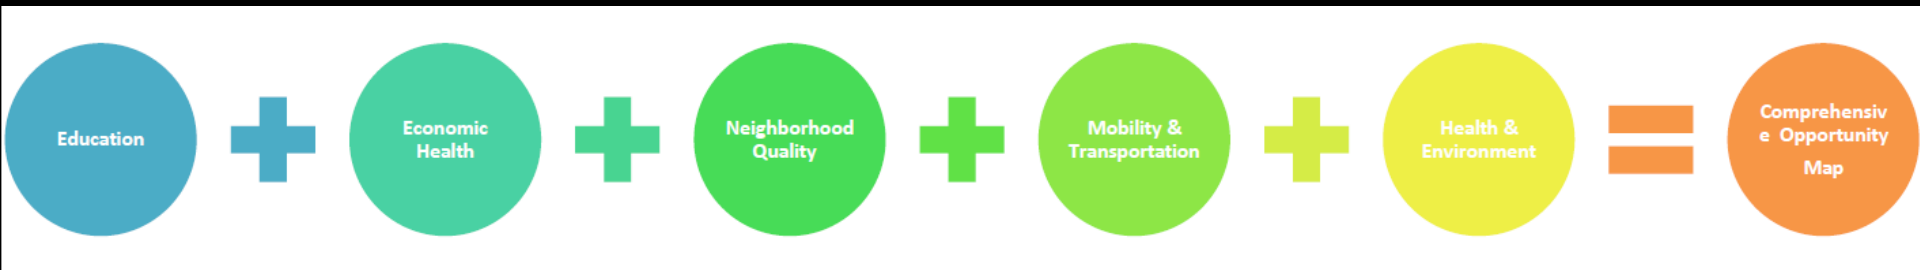 Education
Economic
Health
Neighborhood
Quality
Mobility &
Transportation
Health &
Environment
Comprehensiv
e Opportunity
Map